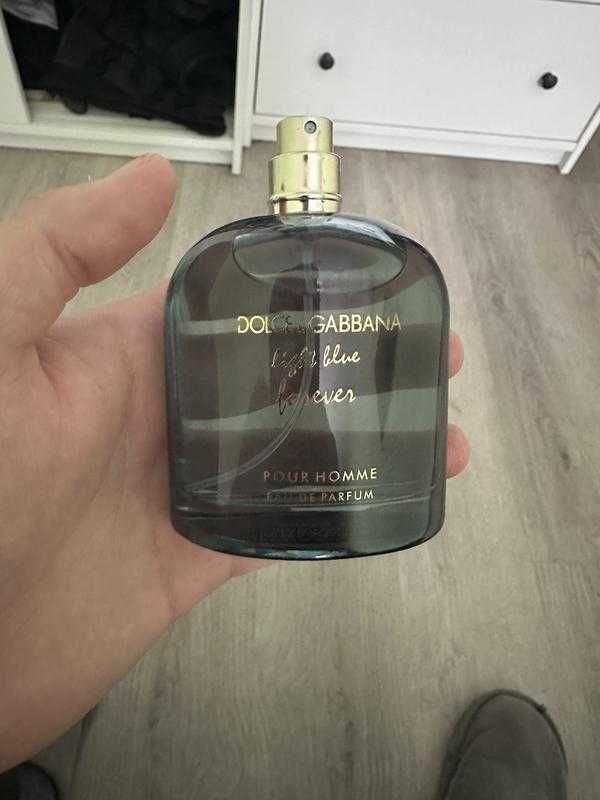 DOLCE & GABBANA
light blue
forever
POUR HOMME
EAU DE PARFUM